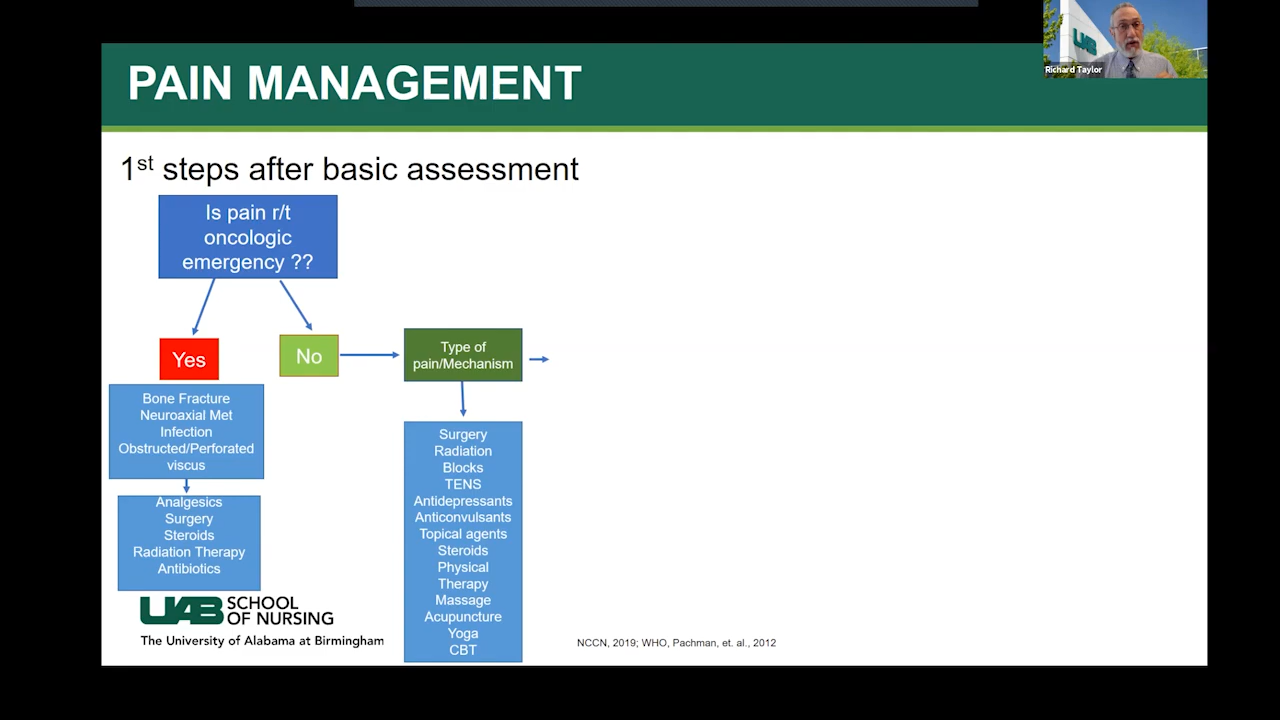 UAB
Richard Taylor
PAIN MANAGEMENT
1st steps after basic assessment
Is pain r/t
oncologic
emergency ??
Yes
No
Type of
pain/Mechanism
Bone Fracture
Neuroaxial Met
Infection
Obstructed/Perforated
viscus
Analgesics
Surgery
Steroids
Radiation Therapy
Antibiotics
Surgery
Radiation
Blocks
TENS
Antidepressants
Anticonvulsants
Topical agents
Steroids
Physical
Therapy
Massage
Acupuncture
Yoga
CBT
UAB SCHOOL
OF NURSING
The University of Alabama at Birmingham
NCCN, 2019; WHO, Pachman, et. al., 2012